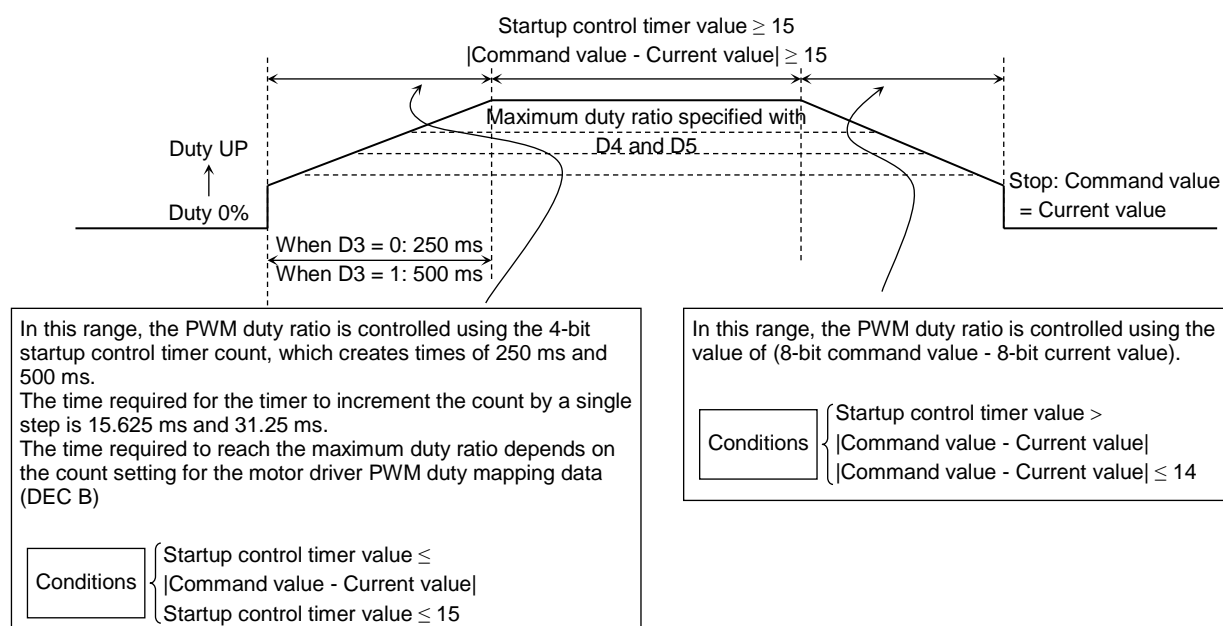 Startup control timer value ≥ 15
|Command value - Current value| ≥ 15
Maximum duty ratio specified with
D4 and D5
Duty UP
Duty 0%
Stop: Command value
= Current value
When D3 = 0: 250 ms
When D3 = 1: 500 ms
In this range, the PWM duty ratio is controlled using the 4-bit
startup control timer count, which creates times of 250 ms and
500 ms.
The time required for the timer to increment the count by a single
step is 15.625 ms and 31.25 ms.
The time required to reach the maximum duty ratio depends on
the count setting for the motor driver PWM duty mapping data
(DEC B)
Conditions
Startup control timer value ≤
|Command value - Current value|
Startup control timer value ≤ 15
In this range, the PWM duty ratio is controlled using the
value of (8-bit command value - 8-bit current value).
Conditions
Startup control timer value >
|Command value - Current value|
|Command value - Current value| ≤ 14